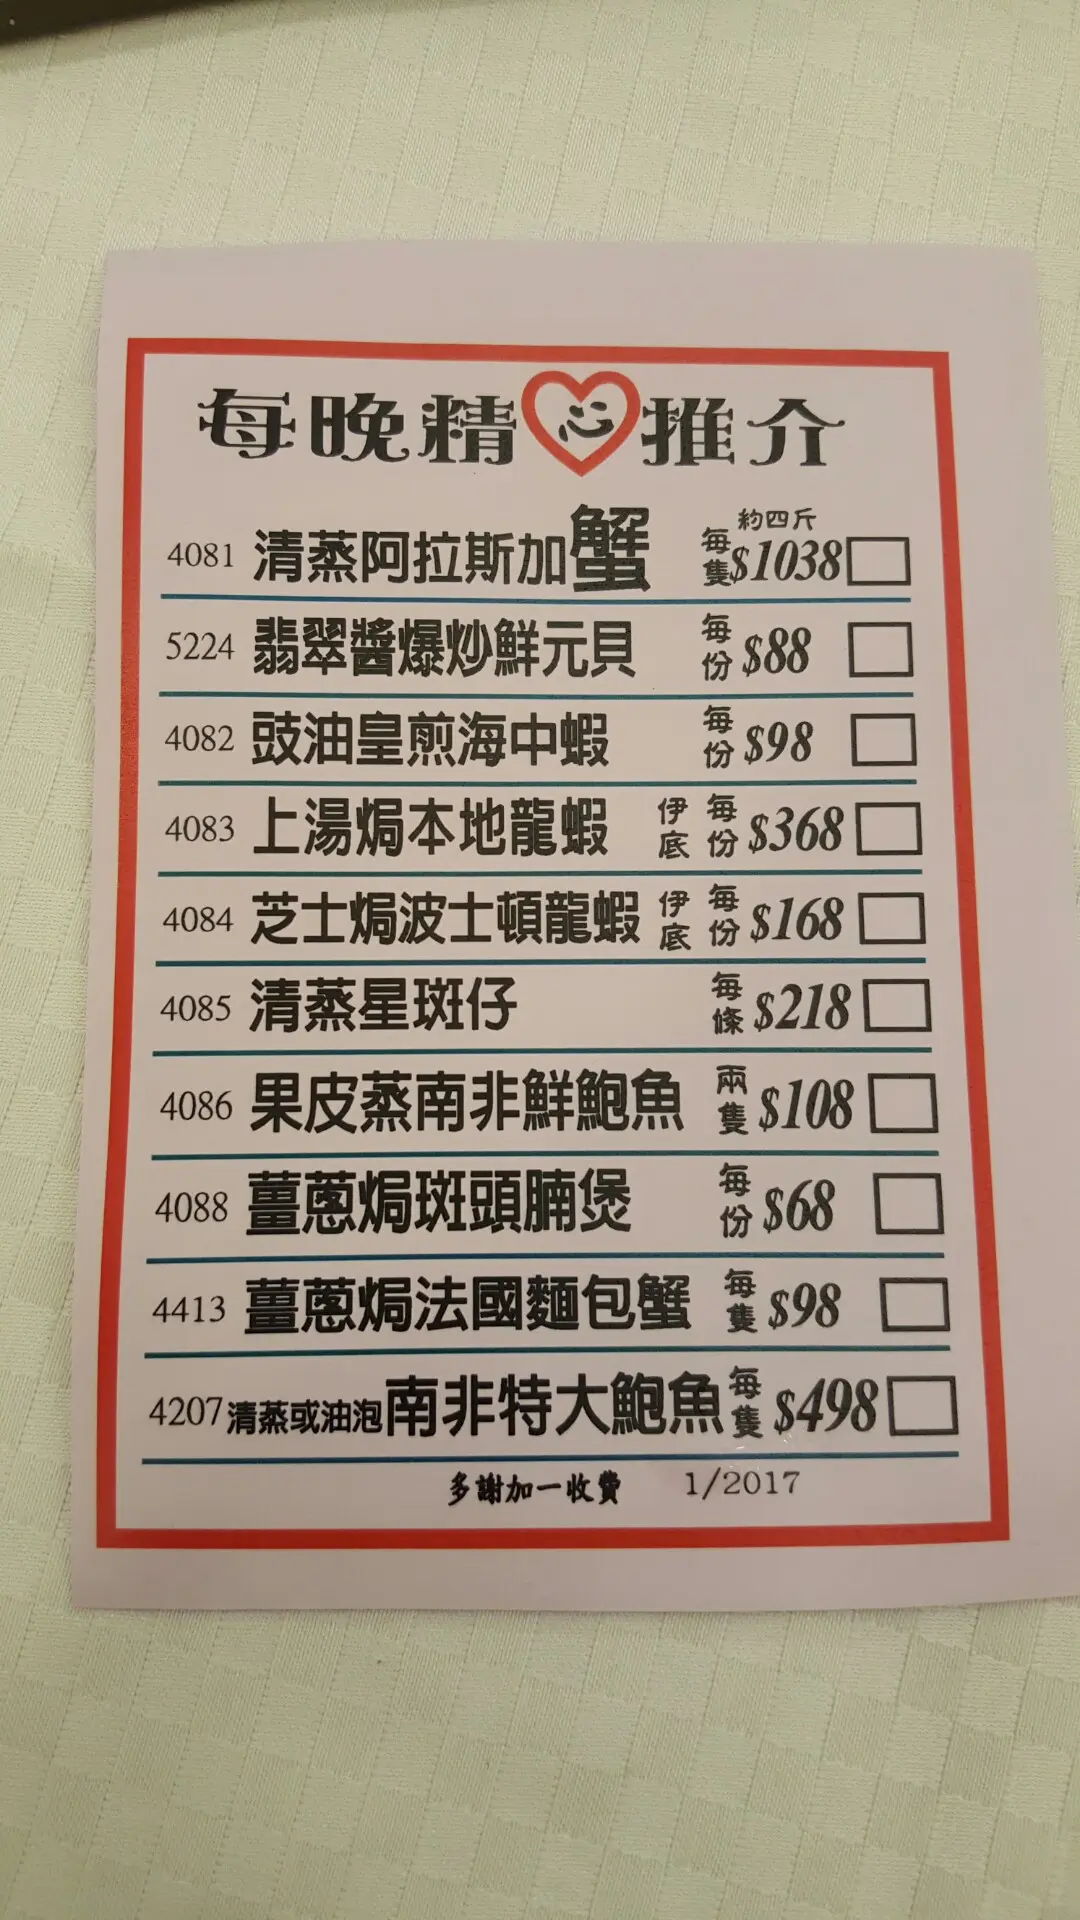 每晚精心推介
約四斤
4081 清蒸阿拉斯加蟹 每隻 $1038
5224 翡翠醬爆炒鮮元貝 每份 $88
4082 豉油皇煎海中蝦 每份 $98
4083 上湯焗本地龍蝦 伊底 每份 $368
4084 芝士焗波士頓龍蝦 伊底 每份 $168
4085 清蒸星斑仔 每條 $218
4086 果皮蒸南非鮮鮑魚 兩隻 $108
4088 薑蔥焗斑頭腩煲 每份 $68
4413 薑蔥焗法國麵包蟹 每隻 $98
4207 清蒸或油泡南非特大鮑魚 每隻 $498
多謝加一收費 1/2017